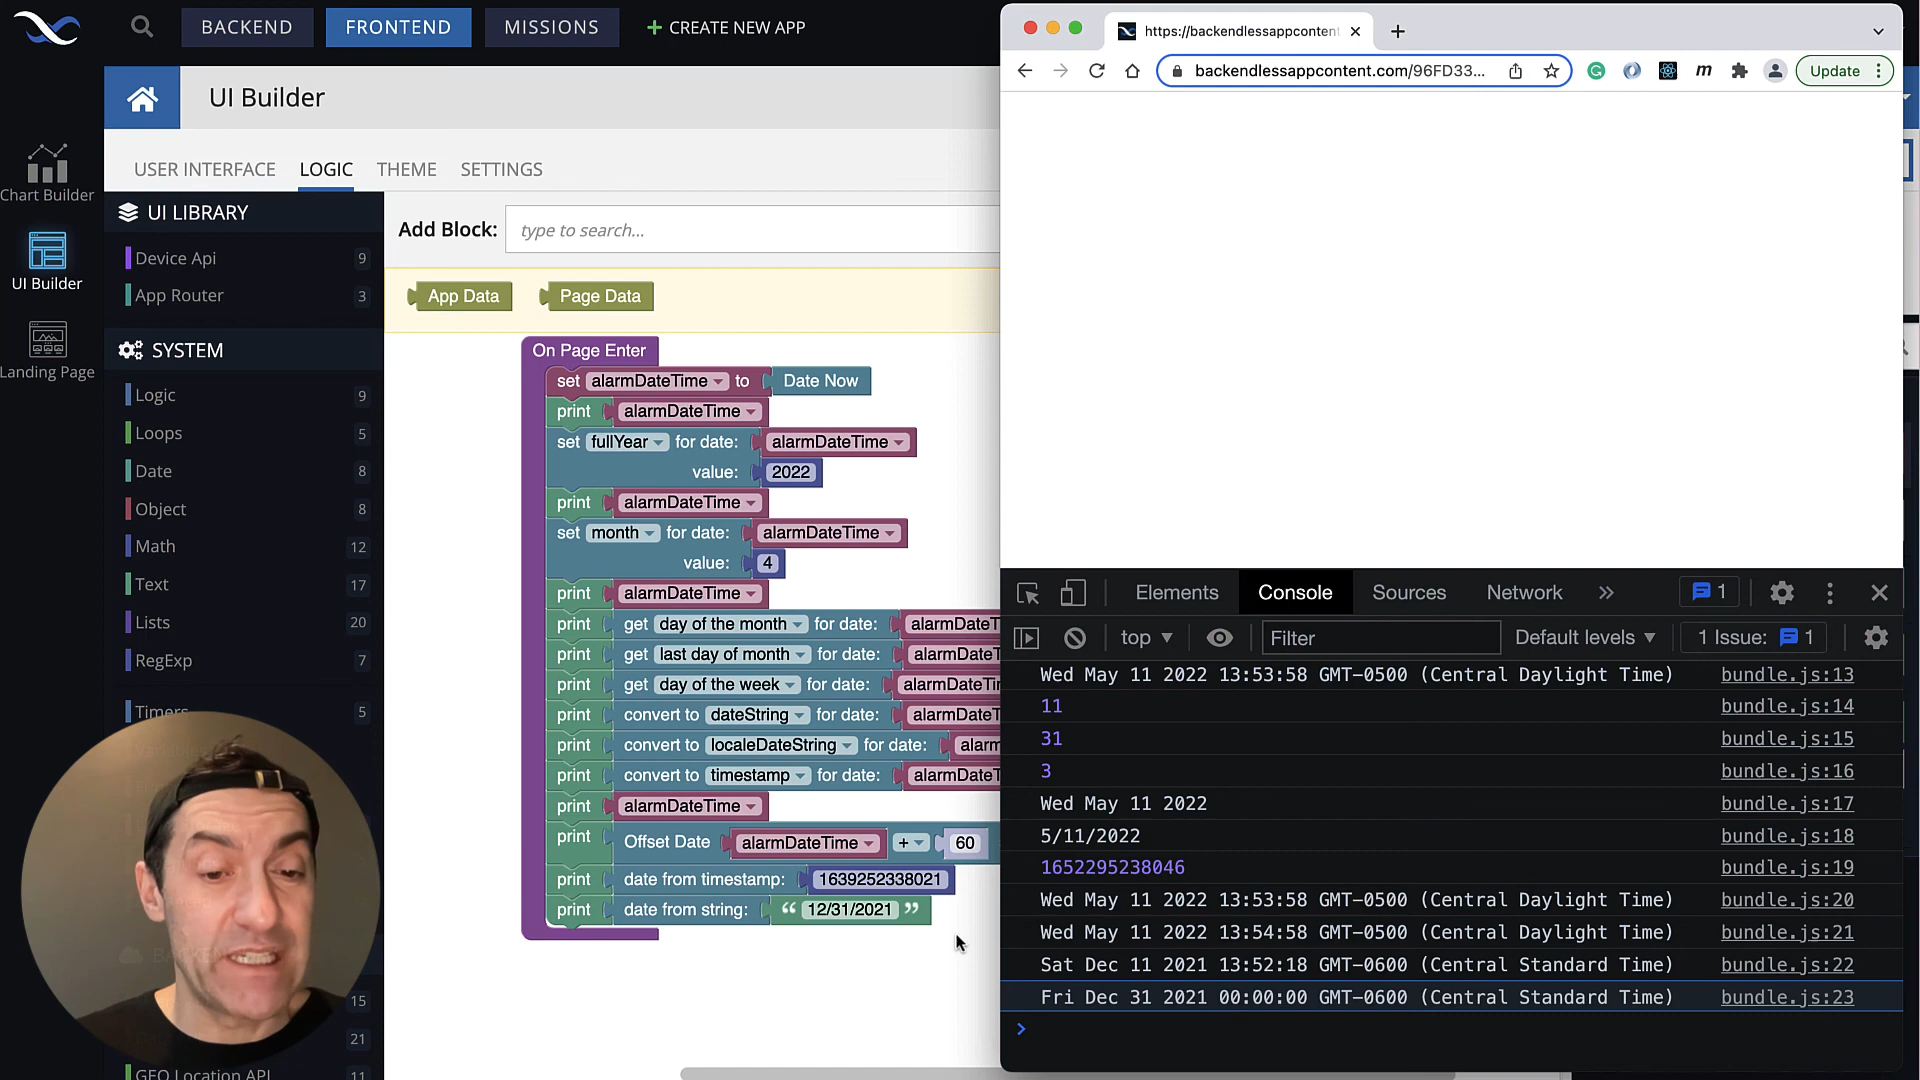 BACKEND
FRONTEND
MISSIONS
+ CREATE NEW APP
UI Builder
USER INTERFACE
LOGIC
THEME
SETTINGS
Chart Builder
UI Builder
Landing Page
UI LIBRARY
Device Api 9
App Router 3
SYSTEM
Logic 9
Loops 5
Date 8
Object 8
Math 12
Text 17
Lists 20
RegExp 7
Timers 5
15
21
GEO Location API 11
Add Block: type to search...
App Data
Page Data
On Page Enter
set alarmDateTime to Date Now
print alarmDateTime
set fullYear for date: alarmDateTime
value: 2022
print alarmDateTime
set month for date: alarmDateTime
value: 4
print alarmDateTime
print get day of the month for date: alarmDateT
print get last day of month for date: alarmDateT
print get day of the week for date: alarmDateTi
print convert to dateString for date: alarmDateT
print convert to localeDateString for date: alarm
print convert to timestamp for date: alarmDateT
print alarmDateTime
print Offset Date alarmDateTime + 60
print date from timestamp: 1639252338021
print date from string: “ 12/31/2021 ”
https://backendlessappcontent
backendlessappcontent.com/96FD33...
m
Update
Elements
Console
Sources
Network
»
1
top
Filter
Default levels
1 Issue: 1
Wed May 11 2022 13:53:58 GMT-0500 (Central Daylight Time) bundle.js:13
11 bundle.js:14
31 bundle.js:15
3 bundle.js:16
Wed May 11 2022 bundle.js:17
5/11/2022 bundle.js:18
1652295238046 bundle.js:19
Wed May 11 2022 13:53:58 GMT-0500 (Central Daylight Time) bundle.js:20
Wed May 11 2022 13:54:58 GMT-0500 (Central Daylight Time) bundle.js:21
Sat Dec 11 2021 13:52:18 GMT-0600 (Central Standard Time) bundle.js:22
Fri Dec 31 2021 00:00:00 GMT-0600 (Central Standard Time) bundle.js:23